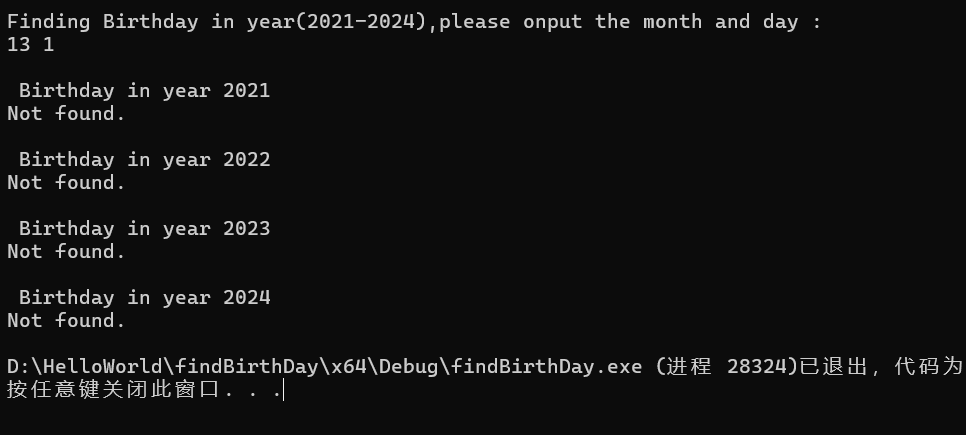 Finding Birthday in year(2021-2024),please onput the month and day :
13 1
Birthday in year 2021
Not found.
Birthday in year 2022
Not found.
Birthday in year 2023
Not found.
Birthday in year 2024
Not found.
D:\HelloWorld\findBirthDay\x64\Debug\findBirthDay.exe (进程 28324)已退出，代码为
按任意键关闭此窗口. . .